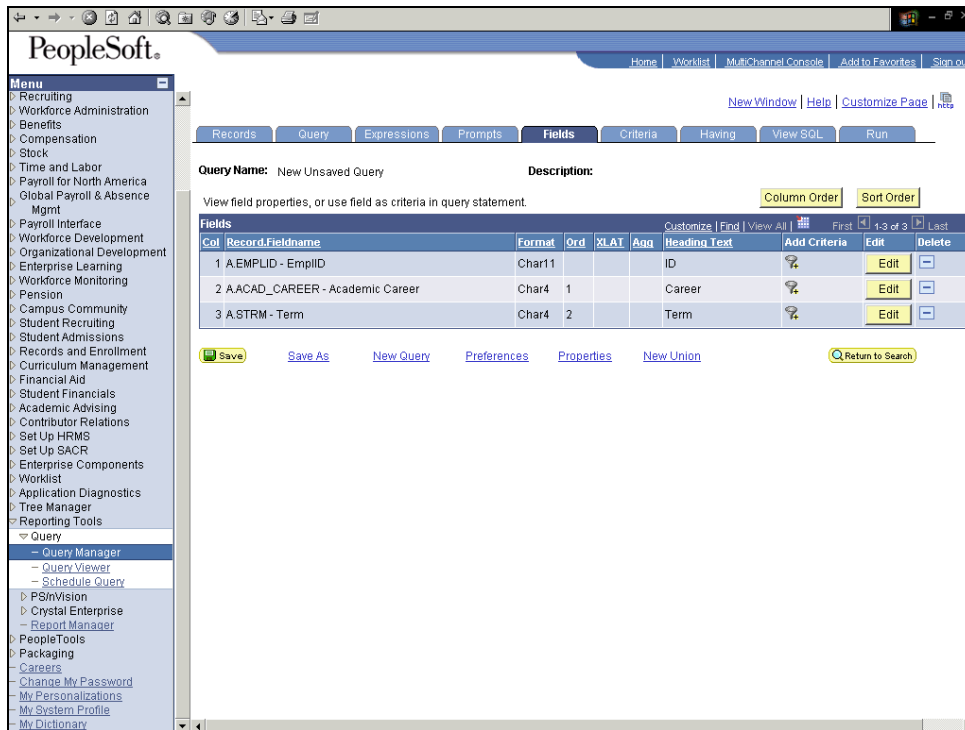 PeopleSoft.
Home | Worklist | MultiChannel Console | Add to Favorites | Sign ou
Menu
Recruiting
Workforce Administration
Benefits
Compensation
Stock
Time and Labor
Payroll for North America
Global Payroll & Absence
Mgmt
Payroll Interface
Workforce Development
Organizational Development
Enterprise Learning
Workforce Monitoring
Pension
Campus Community
Student Recruiting
Student Admissions
Records and Enrollment
Curriculum Management
Financial Aid
Student Financials
Academic Advising
Contributor Relations
Set Up HRMS
Set Up SACR
Enterprise Components
Worklist
Application Diagnostics
Tree Manager
Reporting Tools
Query
– Query Manager
– Query Viewer
– Schedule Query
PS/nVision
Crystal Enterprise
– Report Manager
PeopleTools
Packaging
– Careers
– Change My Password
– My Personalizations
– My System Profile
– My Dictionary
New Window | Help | Customize Page | http
Records Query Expressions Prompts Fields Criteria Having View SQL Run
Query Name: New Unsaved Query Description:
View field properties, or use field as criteria in query statement. Column Order Sort Order
Fields Customize | Find | View All | First 1-3 of 3 Last
Col Record.Fieldname Format Ord XLAT Agg Heading Text Add Criteria Edit Delete
1 A.EMPLID - EmplID Char11 ID Edit
2 A.ACAD_CAREER - Academic Career Char4 1 Career Edit
3 A.STRM - Term Char4 2 Term Edit
Save Save As New Query Preferences Properties New Union Return to Search